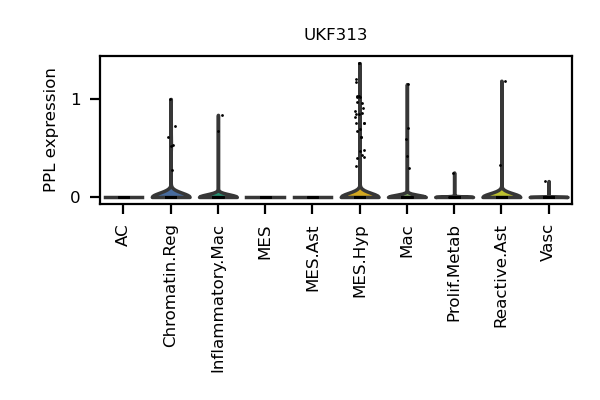 UKF313
PPL expression
1
0
AC
Chromatin.Reg
Inflammatory.Mac
MES
MES.Ast
MES.Hyp
Mac
Prolif.Metab
Reactive.Ast
Vasc